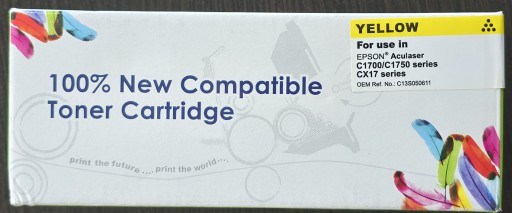 YELLOW
For use in
EPSON® Aculaser
C1700/C1750 series
CX17 series
OEM Ref. No.: C13S050611
100% New Compatible
Toner Cartridge
print the future .... print the world....